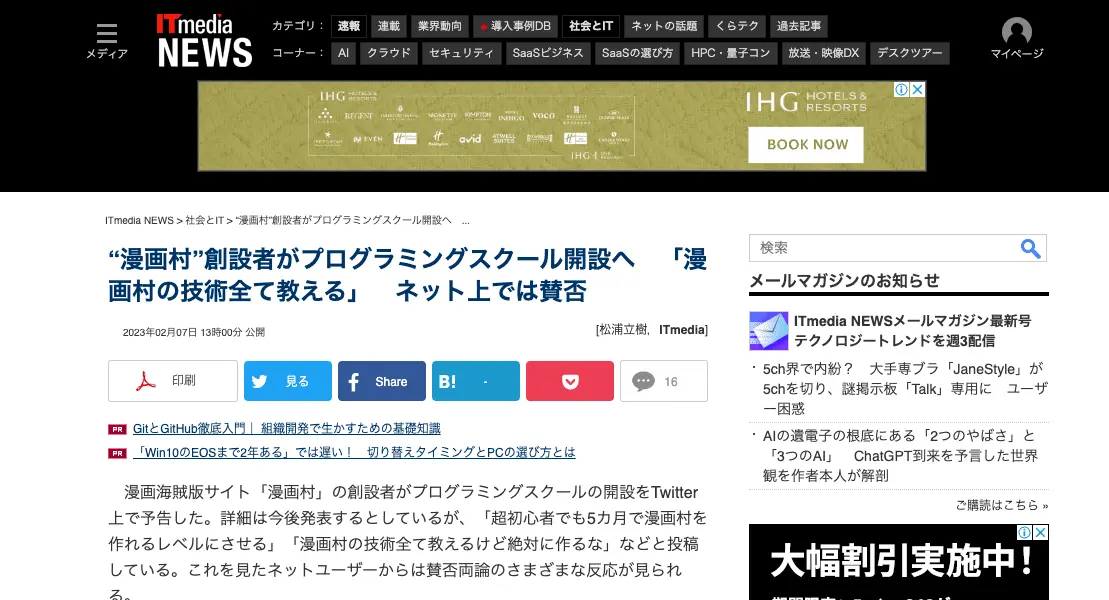 メディア
ITmedia
NEWS
カテゴリ： 速報 連載 業界動向 導入事例DB 社会とIT ネットの話題 くらテク 過去記事
コーナー： AI クラウド セキュリティ SaaSビジネス SaaSの選び方 HPC・量子コン 放送・映像DX デスクツアー
マイページ
IHG HOTELS & RESORTS
REGENT KIMPTON HOTEL INDIGO voco
EVEN avid ATWELL SUITES
IHG
IHG HOTELS & RESORTS
BOOK NOW
ITmedia NEWS > 社会とIT > “漫画村”創設者がプログラミングスクール開設へ ...
“漫画村”創設者がプログラミングスクール開設へ 「漫
画村の技術全て教える」 ネット上では賛否
2023年02月07日 13時00分 公開
[松浦立樹, ITmedia]
印刷 見る Share B! - 16
PR GitとGitHub徹底入門｜ 組織開発で生かすための基礎知識
PR 「Win10のEOSまで2年ある」では遅い！ 切り替えタイミングとPCの選び方とは
漫画海賊版サイト「漫画村」の創設者がプログラミングスクールの開設をTwitter
上で予告した。詳細は今後発表するとしているが、「超初心者でも5カ月で漫画村を
作れるレベルにさせる」「漫画村の技術全て教えるけど絶対に作るな」などと投稿
している。これを見たネットユーザーからは賛否両論のさまざまな反応が見られ
る。
検索
メールマガジンのお知らせ
ITmedia NEWSメールマガジン最新号
テクノロジートレンドを週3配信
・5ch界で内紛？ 大手専ブラ「JaneStyle」が
5chを切り、謎掲示板「Talk」専用に ユーザ
ー困惑
・AIの遺電子の根底にある「2つのやばさ」と
「3つのAI」 ChatGPT到来を予言した世界
観を作者本人が解剖
ご購読はこちら »
大幅割引実施中！